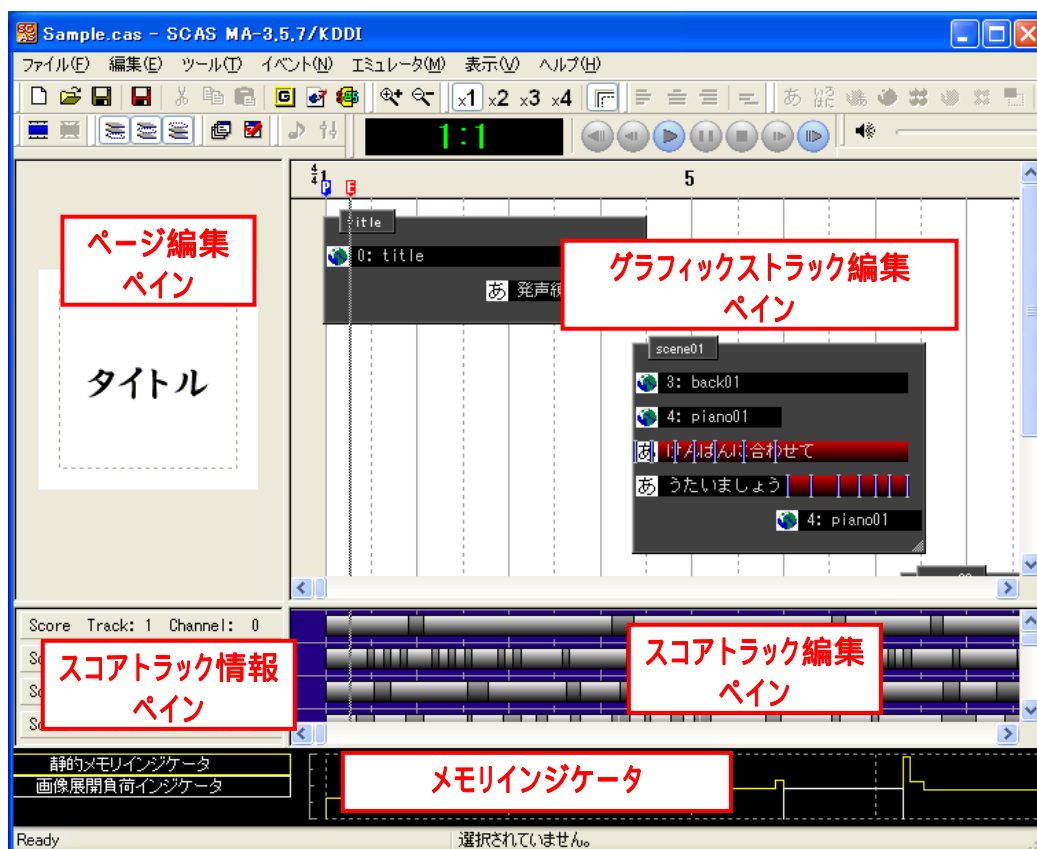 Sample.cas - SCAS MA-3,5,7/KDDI
ファイル(F) 編集(E) ツール(T) イベント(N) エミュレータ(M) 表示(V) ヘルプ(H)
x1 x2 x3 x4
1:1
4/4 1 5
P E
ページ編集
ペイン
タイトル
title
0: title
あ 発声
グラフィックストラック編集
ペイン
scene01
3: back01
4: piano01
あ けんばんに合わせて
あ うたいましょう
4: piano01
Score Track: 1 Channel: 0
スコアトラック情報
ペイン
スコアトラック編集
ペイン
静的メモリインジケータ
画像展開負荷インジケータ
メモリインジケータ
Ready
選択されていません。